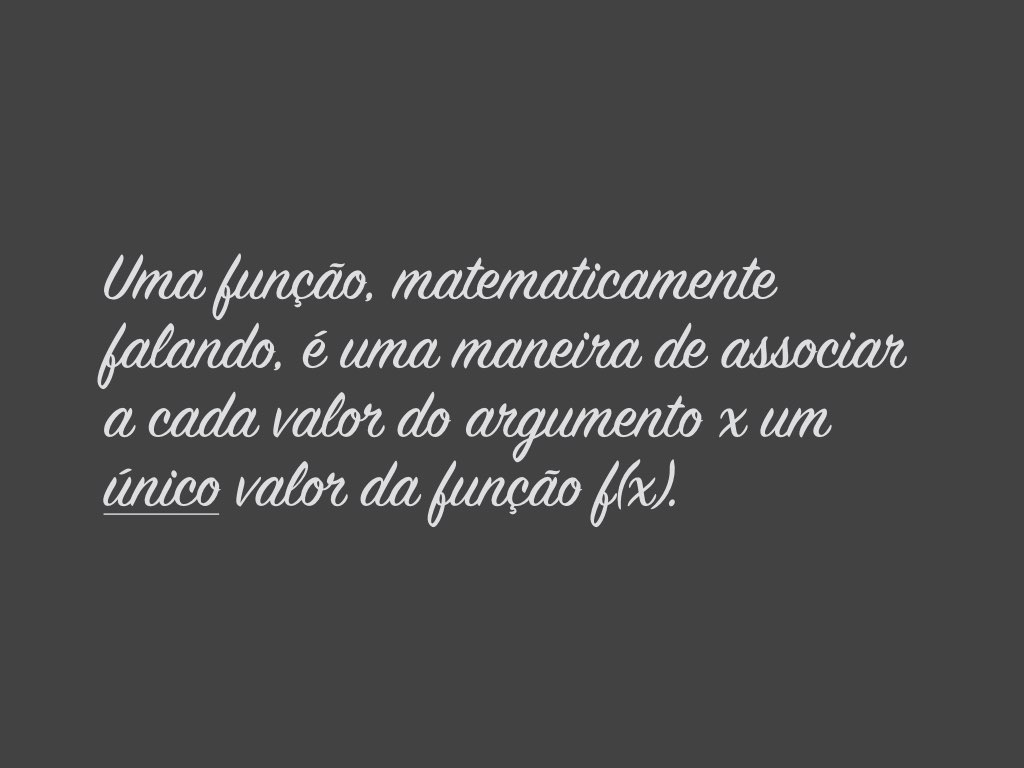 Uma função, matematicamente
falando, é uma maneira de associar
a cada valor do argumento x um
único valor da função f(x).